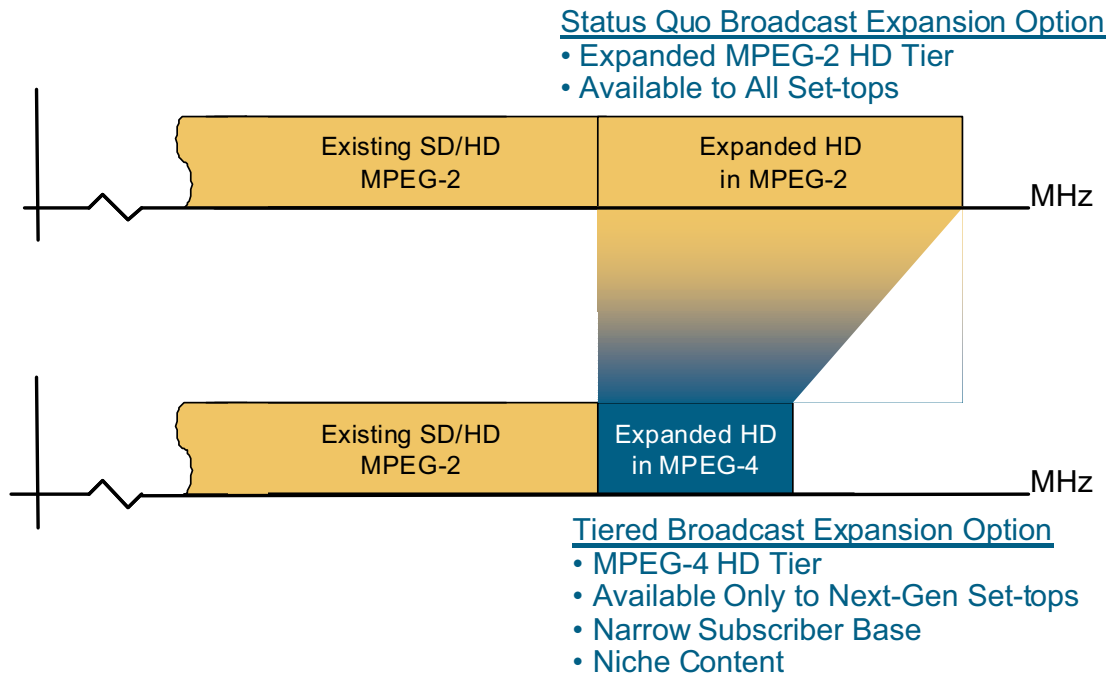 Status Quo Broadcast Expansion Option
• Expanded MPEG-2 HD Tier
• Available to All Set-tops
Existing SD/HD
MPEG-2
Expanded HD
in MPEG-2
MHz
Existing SD/HD
MPEG-2
Expanded HD
in MPEG-4
MHz
Tiered Broadcast Expansion Option
• MPEG-4 HD Tier
• Available Only to Next-Gen Set-tops
• Narrow Subscriber Base
• Niche Content